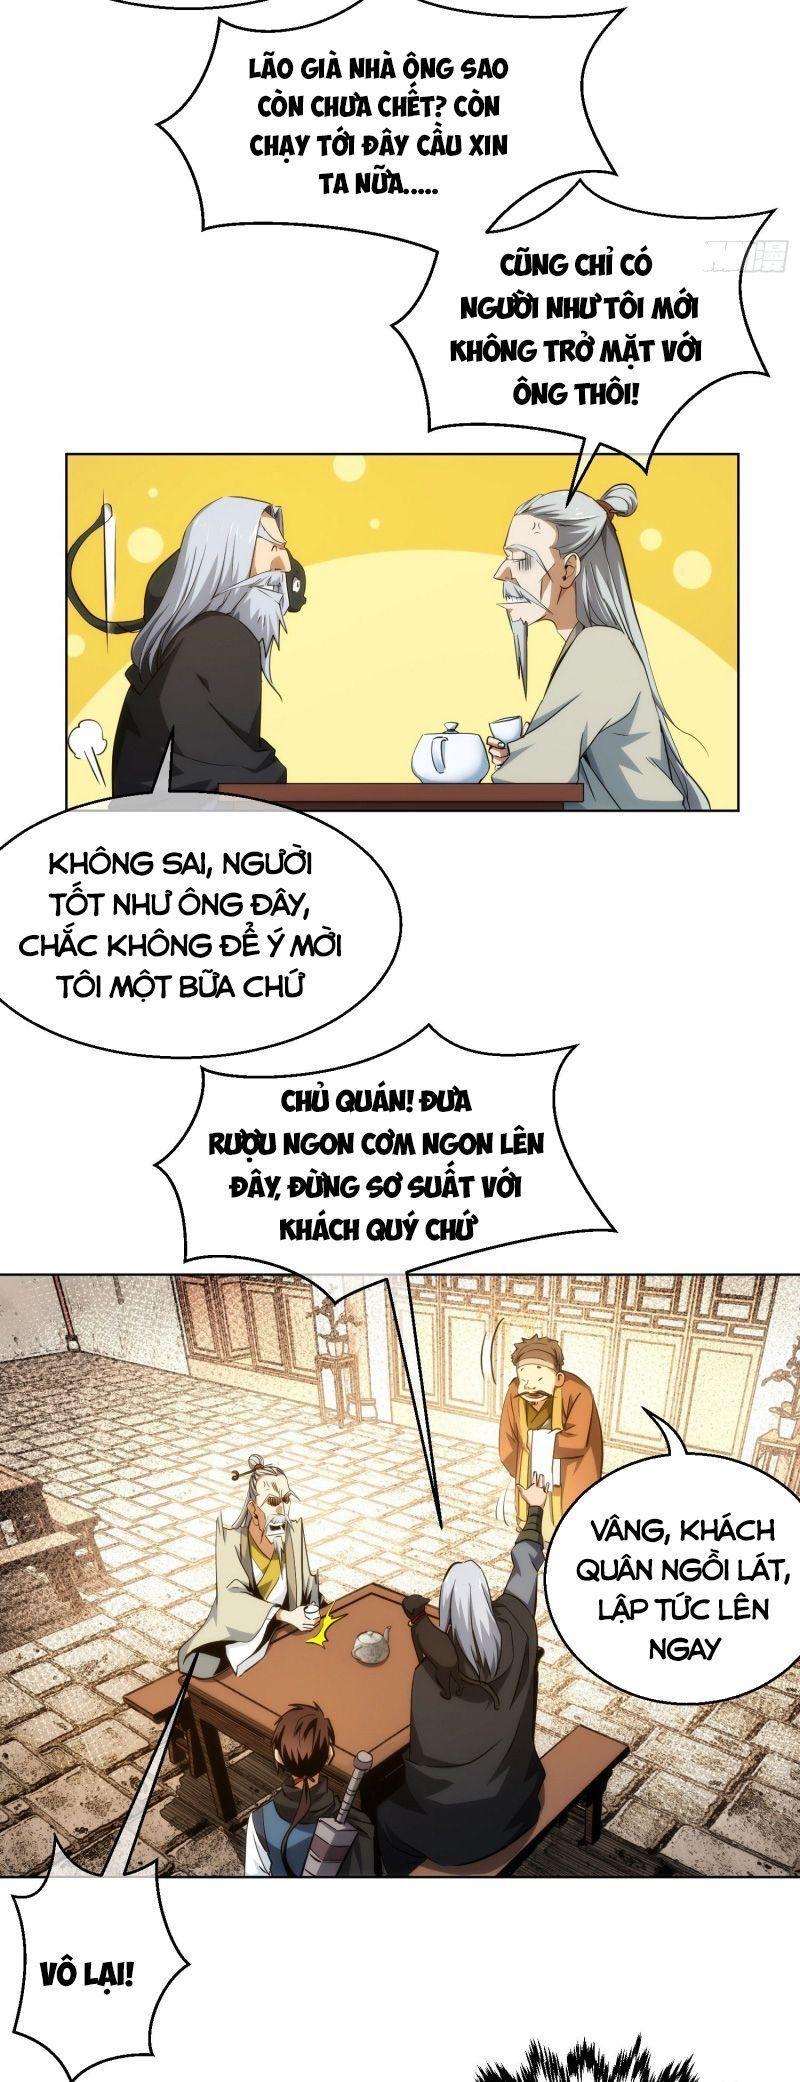 LÃO GIÀ NHÀ ÔNG SAO
CÒN CHƯA CHẾT? CÒN
CHẠY TỚI ĐÂY CẦU XIN
TA NỮA.....
CŨNG CHỈ CÓ
NGƯỜI NHƯ TÔI MỚI
KHÔNG TRỞ MẶT VỚI
ÔNG THÔI!
KHÔNG SAI, NGƯỜI
TỐT NHƯ ÔNG ĐÂY,
CHẮC KHÔNG ĐỂ Ý MỜI
TÔI MỘT BỮA CHỨ
CHỦ QUÁN! ĐƯA
RƯỢU NGON CƠM NGON LÊN
ĐÂY, ĐỪNG SƠ SUẤT VỚI
KHÁCH QUÝ CHỨ
VÂNG, KHÁCH
QUÂN NGỒI LÁT,
LẬP TỨC LÊN
NGAY
VÔ LẠI!